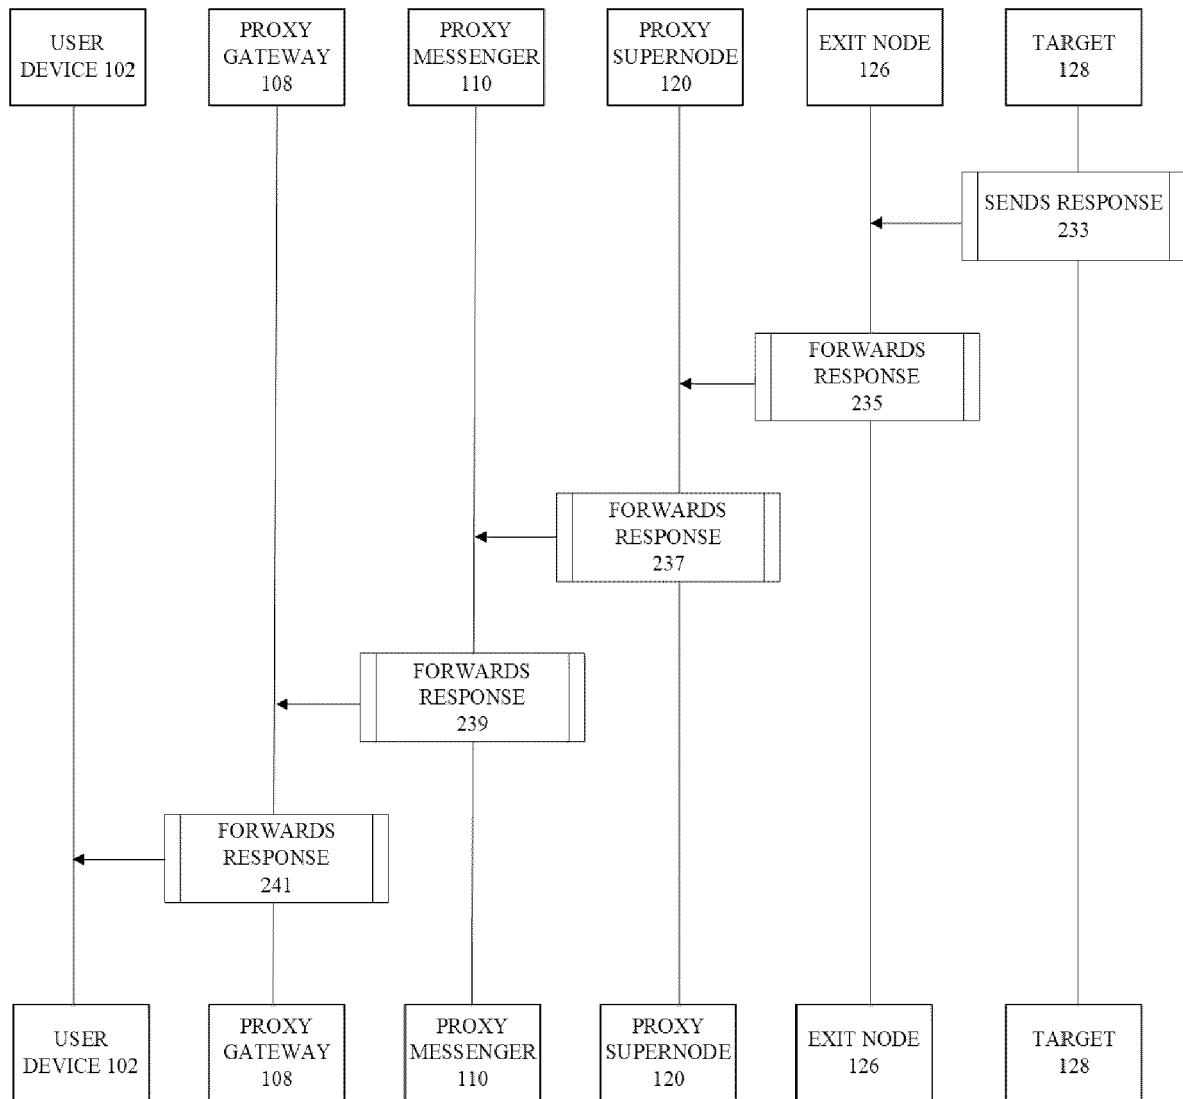 USER
DEVICE 102
PROXY
GATEWAY
108
PROXY
MESSENGER
110
PROXY
SUPERNODE
120
EXIT NODE
126
TARGET
128
SENDS RESPONSE
233
FORWARDS
RESPONSE
235
FORWARDS
RESPONSE
237
FORWARDS
RESPONSE
239
FORWARDS
RESPONSE
241
USER
DEVICE 102
PROXY
GATEWAY
108
PROXY
MESSENGER
110
PROXY
SUPERNODE
120
EXIT NODE
126
TARGET
128